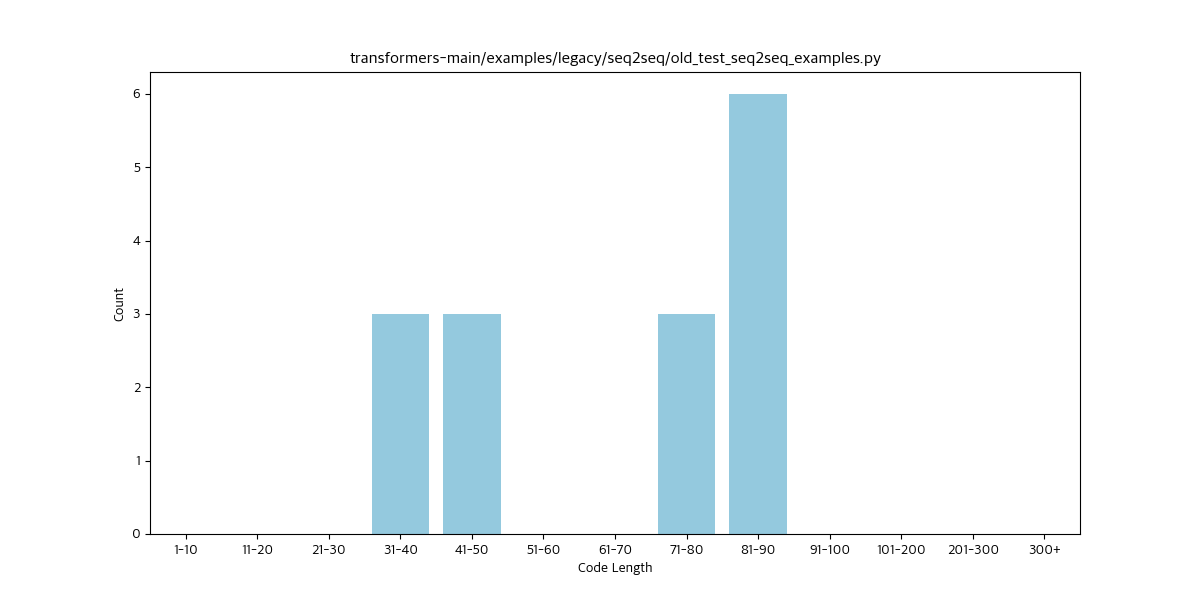 transformers-main/examples/legacy/seq2seq/old_test_seq2seq_examples.py
6
5
4
3
2
1
0
Count
1-10 11-20 21-30 31-40 41-50 51-60 61-70 71-80 81-90 91-100 101-200 201-300 300+
Code Length